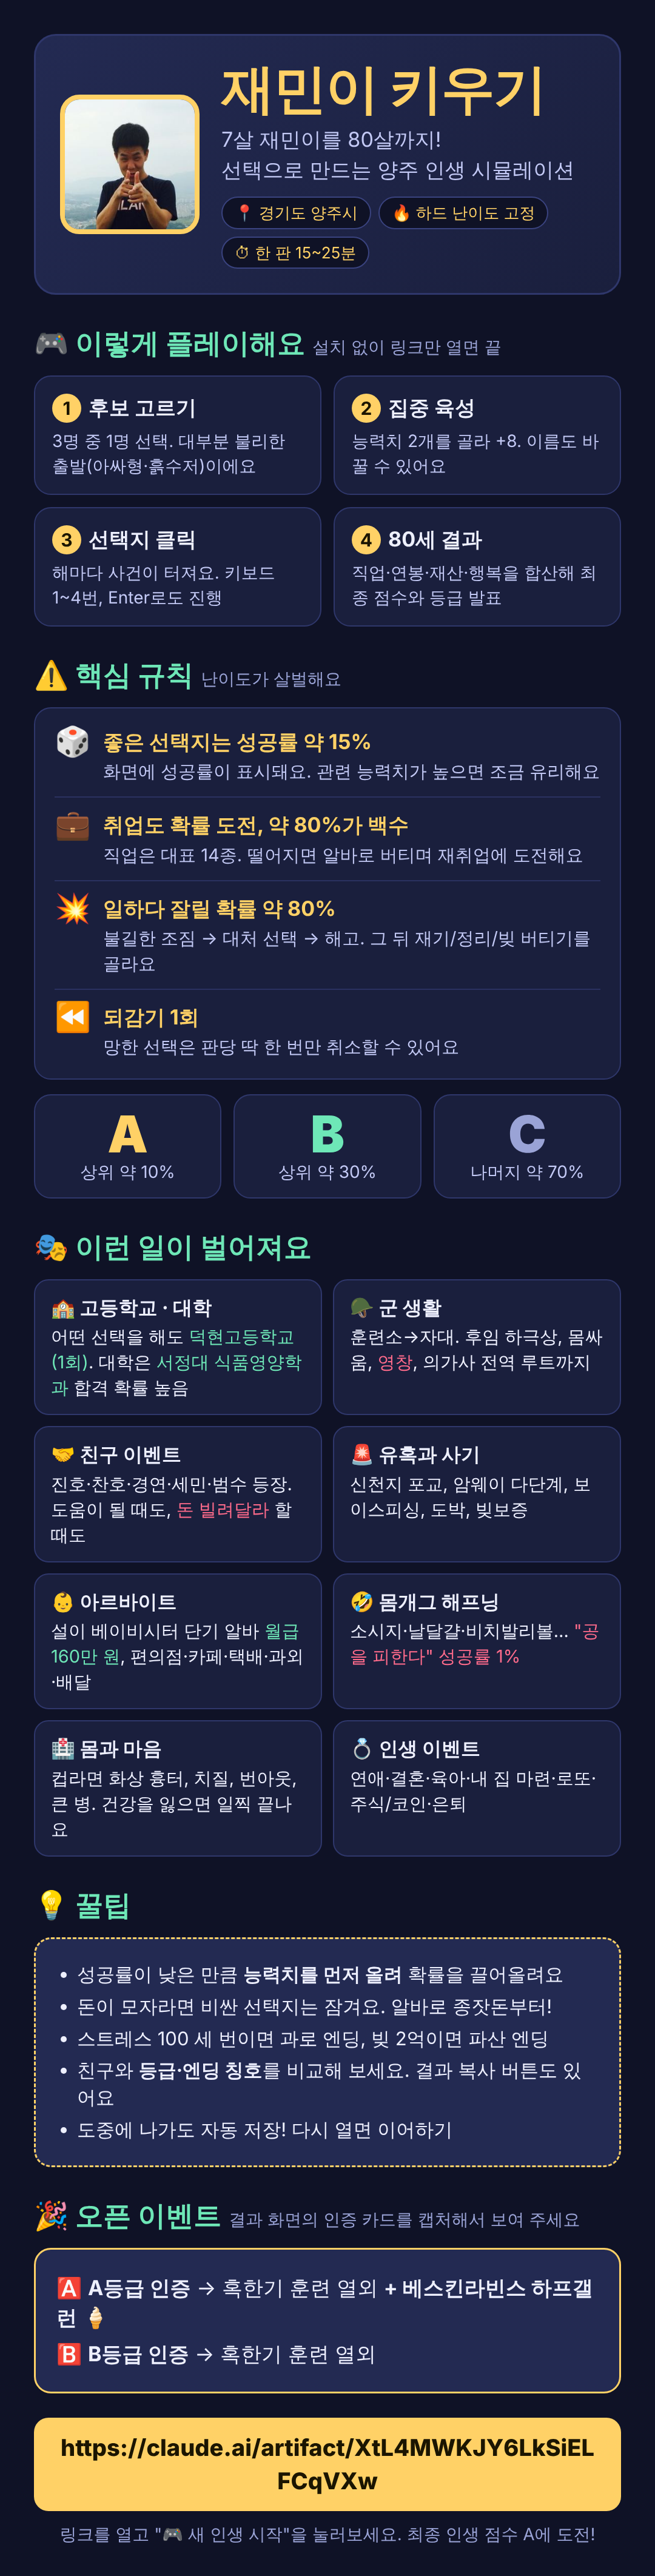 재민이 키우기
7살 재민이를 80살까지!
선택으로 만드는 양주 인생 시뮬레이션
📍 경기도 양주시
🔥 하드 난이도 고정
⏱ 한 판 15~25분
🎮 이렇게 플레이해요 설치 없이 링크만 열면 끝
1 후보 고르기
3명 중 1명 선택. 대부분 불리한
출발(아싸형·흙수저)이에요
2 집중 육성
능력치 2개를 골라 +8. 이름도 바
꿀 수 있어요
3 선택지 클릭
해마다 사건이 터져요. 키보드
1~4번, Enter로도 진행
4 80세 결과
직업·연봉·재산·행복을 합산해 최
종 점수와 등급 발표
⚠️ 핵심 규칙 난이도가 살벌해요
🎲 좋은 선택지는 성공률 약 15%
화면에 성공률이 표시돼요. 관련 능력치가 높으면 조금 유리해요
💼 취업도 확률 도전, 약 80%가 백수
직업은 대표 14종. 떨어지면 알바로 버티며 재취업에 도전해요
💥 일하다 잘릴 확률 약 80%
불길한 조짐 → 대처 선택 → 해고. 그 뒤 재기/정리/빚 버티기를
골라요
⏪ 되감기 1회
망한 선택은 판당 딱 한 번만 취소할 수 있어요
A
상위 약 10%
B
상위 약 30%
C
나머지 약 70%
🎭 이런 일이 벌어져요
🏫 고등학교 · 대학
어떤 선택을 해도 덕현고등학교
(1회). 대학은 서정대 식품영양학
과 합격 확률 높음
🪖 군 생활
훈련소→자대. 후임 하극상, 몸싸
움, 영창, 의가사 전역 루트까지
🤝 친구 이벤트
진호·찬호·경연·세민·범수 등장.
도움이 될 때도, 돈 빌려달라 할
때도
🚨 유혹과 사기
신천지 포교, 암웨이 다단계, 보
이스피싱, 도박, 빚보증
👶 아르바이트
설이 베이비시터 단기 알바 월급
160만 원, 편의점·카페·택배·과외
·배달
🤣 몸개그 해프닝
소시지·날달걀·비치발리볼… "공
을 피한다" 성공률 1%
🏥 몸과 마음
컵라면 화상 흉터, 치질, 번아웃,
큰 병. 건강을 잃으면 일찍 끝나
요
💍 인생 이벤트
연애·결혼·육아·내 집 마련·로또·
주식/코인·은퇴
💡 꿀팁
• 성공률이 낮은 만큼 능력치를 먼저 올려 확률을 끌어올려요
• 돈이 모자라면 비싼 선택지는 잠겨요. 알바로 종잣돈부터!
• 스트레스 100 세 번이면 과로 엔딩, 빚 2억이면 파산 엔딩
• 친구와 등급·엔딩 칭호를 비교해 보세요. 결과 복사 버튼도 있
어요
• 도중에 나가도 자동 저장! 다시 열면 이어하기
🎉 오픈 이벤트 결과 화면의 인증 카드를 캡처해서 보여 주세요
🅰️ A등급 인증 → 혹한기 훈련 열외 + 베스킨라빈스 하프갤
런 🍦
🅱️ B등급 인증 → 혹한기 훈련 열외
https://claude.ai/artifact/XtL4MWKJY6LkSiEL
FCqVXw
링크를 열고 "🎮 새 인생 시작"을 눌러보세요. 최종 인생 점수 A에 도전!